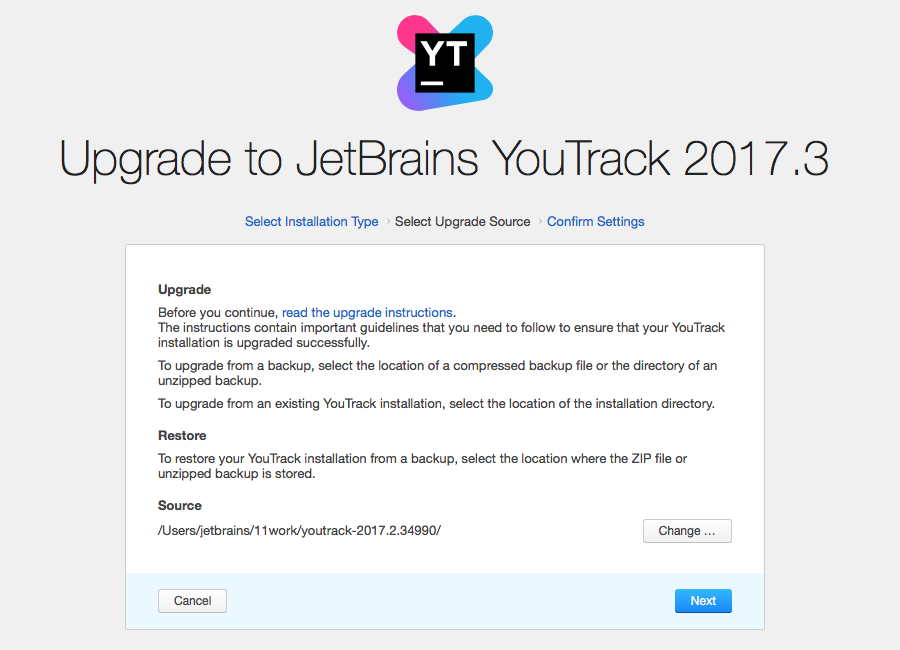 YT
Upgrade to JetBrains YouTrack 2017.3
Select Installation Type › Select Upgrade Source › Confirm Settings
Upgrade
Before you continue, read the upgrade instructions.
The instructions contain important guidelines that you need to follow to ensure that your YouTrack
installation is upgraded successfully.
To upgrade from a backup, select the location of a compressed backup file or the directory of an
unzipped backup.
To upgrade from an existing YouTrack installation, select the location of the installation directory.
Restore
To restore your YouTrack installation from a backup, select the location where the ZIP file or
unzipped backup is stored.
Source
/Users/jetbrains/11work/youtrack-2017.2.34990/
Change ...
Cancel
Next